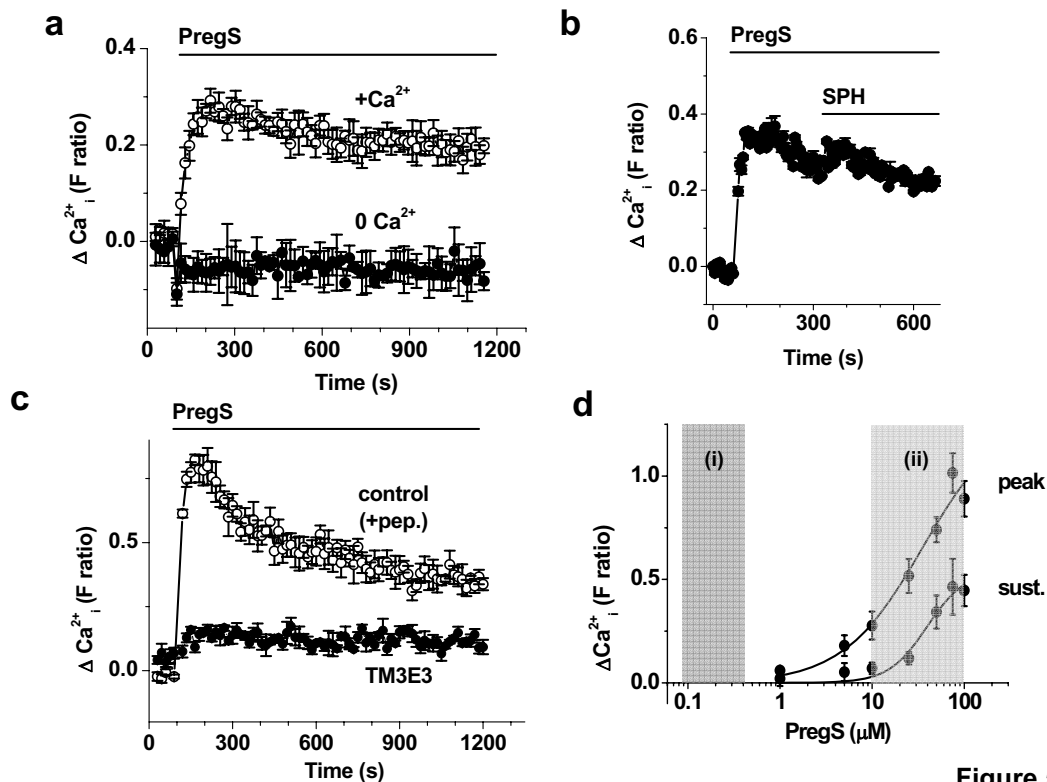 a
PregS
0.4
0.2
0.0
+Ca²⁺
0 Ca²⁺
Δ Ca²⁺ᵢ (F ratio)
0 300 600 900 1200
Time (s)
b
PregS
SPH
0.6
0.4
0.2
0.0
Δ Ca²⁺ᵢ (F ratio)
0 300 600
Time (s)
c
PregS
0.5
0.0
control
(+pep.)
TM3E3
Δ Ca²⁺ᵢ (F ratio)
0 300 600 900 1200
Time (s)
d
(i)
(ii)
peak
sust.
1.0
0.5
0.0
ΔCa²⁺ᵢ (F ratio)
0.1 1 10 100
PregS (μM)
Figure